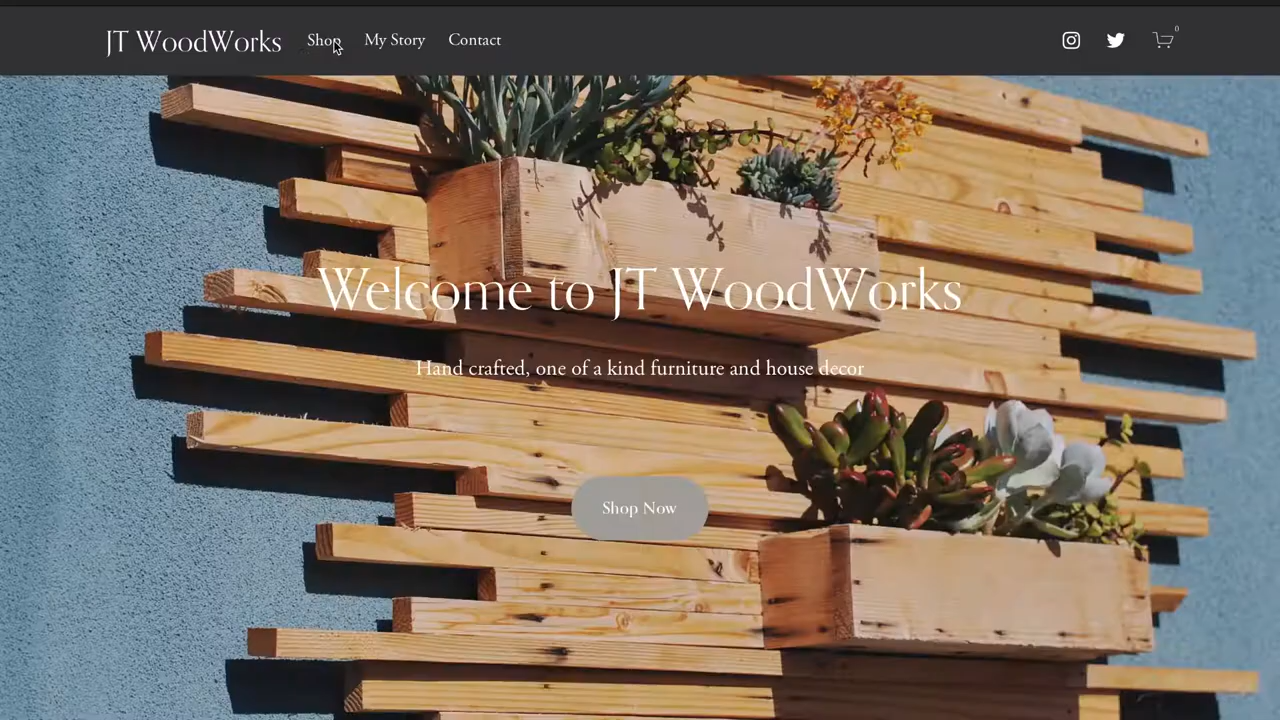 JT WoodWorks Shop My Story Contact 0
Welcome to JT WoodWorks
Hand crafted, one of a kind furniture and house decor
Shop Now